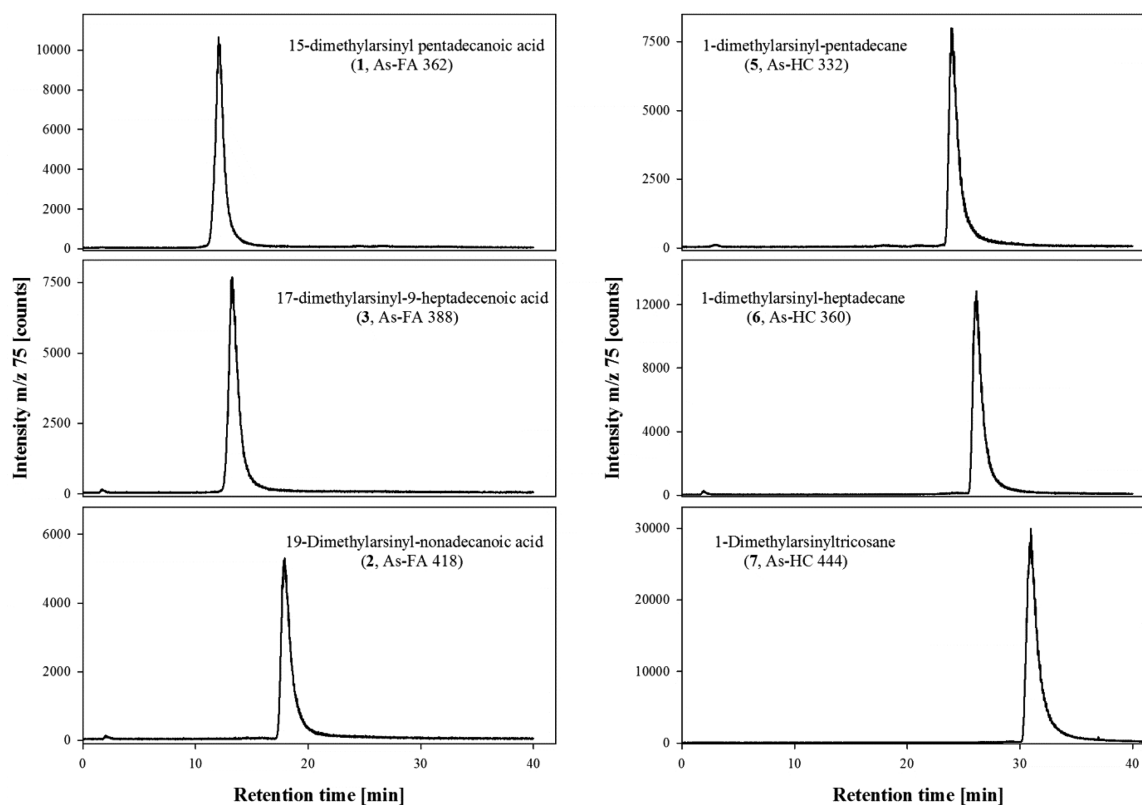 10000
8000
6000
4000
2000
0
15-dimethylarsinyl pentadecanoic acid
(1, As-FA 362)
7500
5000
2500
0
17-dimethylarsinyl-9-heptadecenoic acid
(3, As-FA 388)
6000
4000
2000
0
19-Dimethylarsinyl-nonadecanoic acid
(2, As-FA 418)
Intensity m/z 75 [counts]
0 10 20 30 40
Retention time [min]
7500
5000
2500
0
1-dimethylarsinyl-pentadecane
(5, As-HC 332)
12000
8000
4000
0
1-dimethylarsinyl-heptadecane
(6, As-HC 360)
30000
20000
10000
0
1-Dimethylarsinyltricosane
(7, As-HC 444)
Intensity m/z 75 [counts]
0 10 20 30 40
Retention time [min]